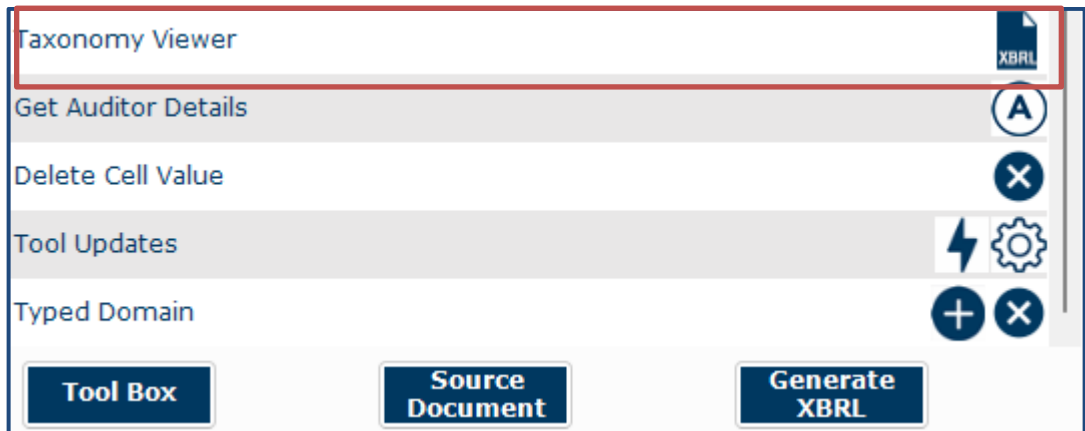 Taxonomy Viewer
XBRL
Get Auditor Details
A
Delete Cell Value
Tool Updates
Typed Domain
Tool Box
Source
Document
Generate
XBRL